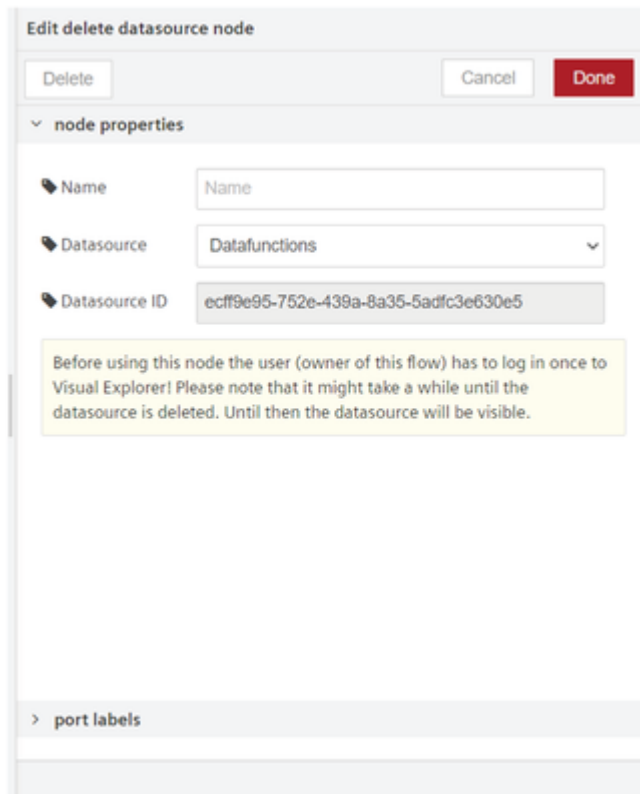 Edit delete datasource node
Delete
Cancel
Done
node properties
Name
Name
Datasource
Datafunctions
Datasource ID
ecff9e95-752e-439a-8a35-5adfc3e630e5
Before using this node the user (owner of this flow) has to log in once to
Visual Explorer! Please note that it might take a while until the
datasource is deleted. Until then the datasource will be visible.
port labels